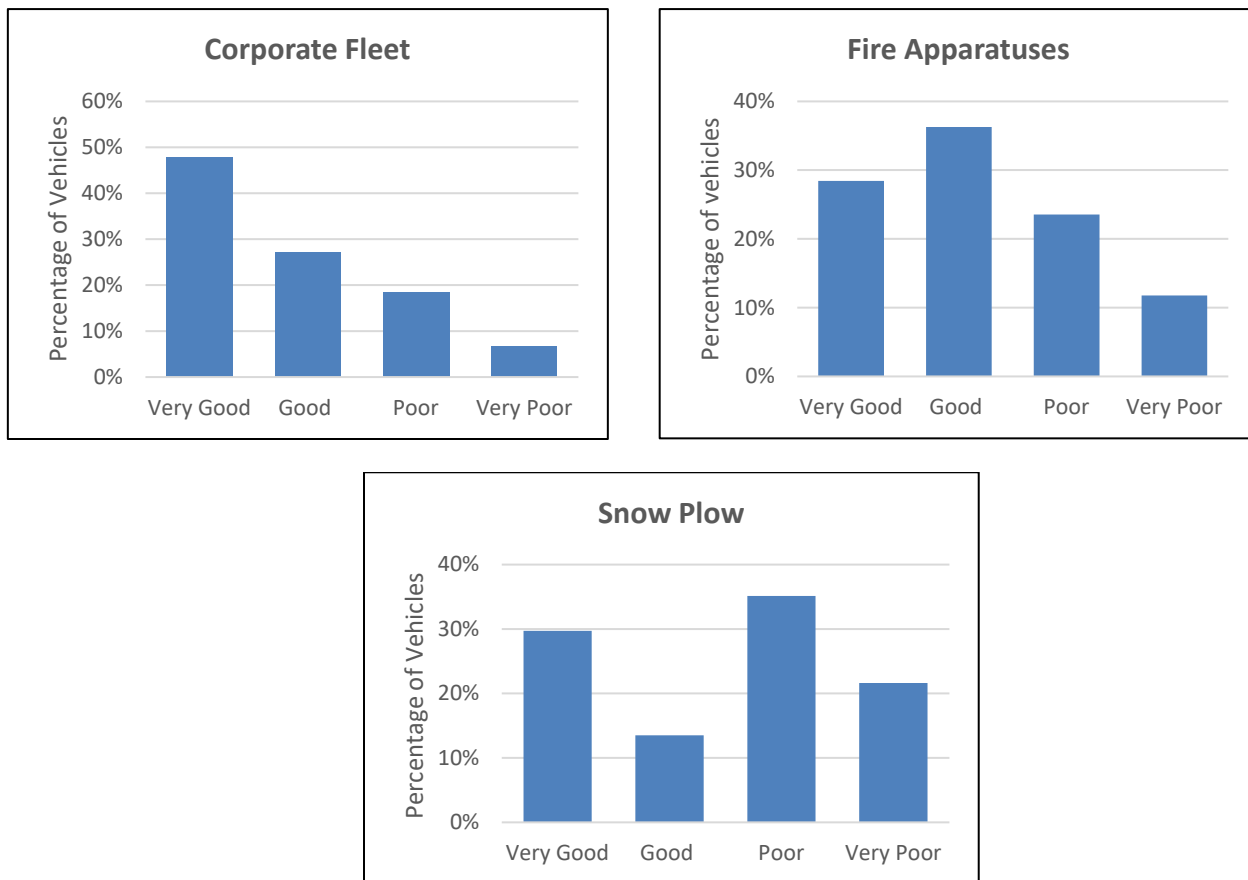 Corporate Fleet
Percentage of Vehicles
60%
50%
40%
30%
20%
10%
0%
Very Good Good Poor Very Poor
Fire Apparatuses
Percentage of vehicles
40%
30%
20%
10%
0%
Very Good Good Poor Very Poor
Snow Plow
Percentage of Vehicles
40%
30%
20%
10%
0%
Very Good Good Poor Very Poor